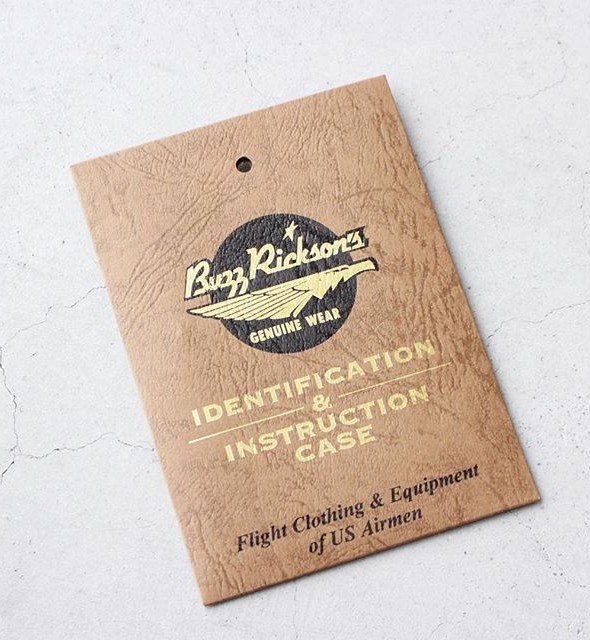 Buzz Rickson's
GENUINE WEAR
IDENTIFICATION
&
INSTRUCTION
CASE
Flight Clothing & Equipment
of US Airmen